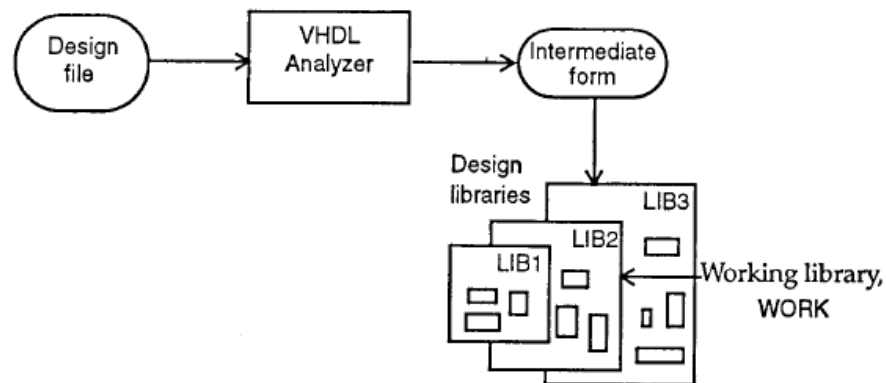 Design
file
VHDL
Analyzer
Intermediate
form
Design
libraries
LIB3
LIB2
LIB1
Working library,
WORK